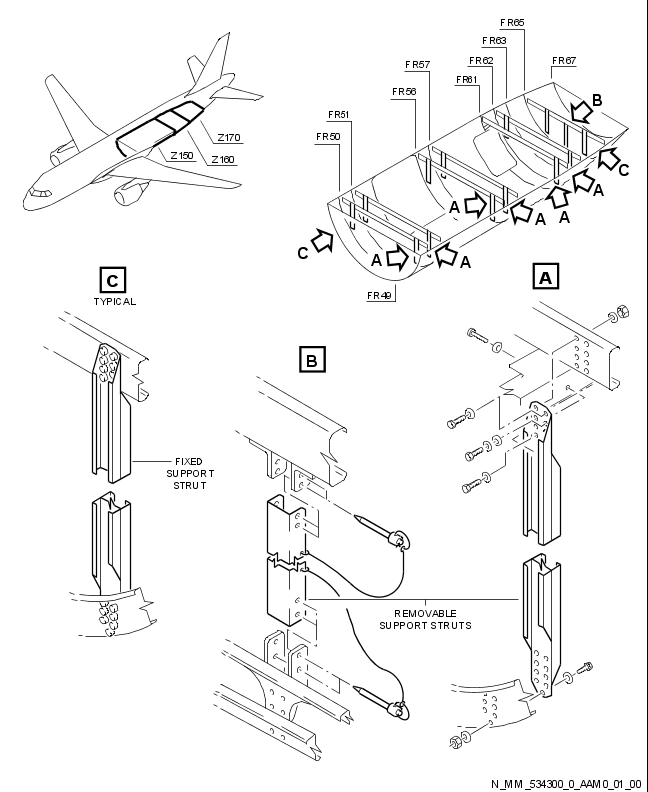 FR65
FR63
FR57
FR62
FR67
FR56
FR61
B
FR51
FR50
Z170
Z150
Z160
C
A
A
A
A
C
A
A
FR49
C
TYPICAL
A
B
FIXED
SUPPORT
STRUT
REMOVABLE
SUPPORT STRUTS
N_MM_534300_0_AAM0_01_00